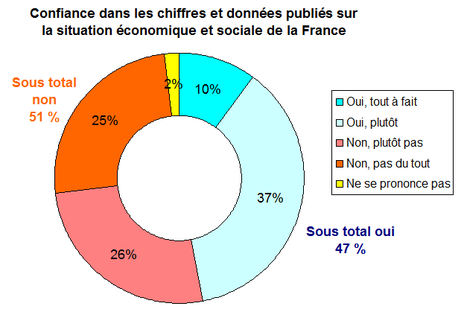 Confiance dans les chiffres et données publiés sur
la situation économique et sociale de la France
Sous total
non
51 %
2%
10%
25%
37%
26%
Oui, tout à fait
Oui, plutôt
Non, plutôt pas
Non, pas du tout
Ne se prononce pas
Sous total oui
47 %